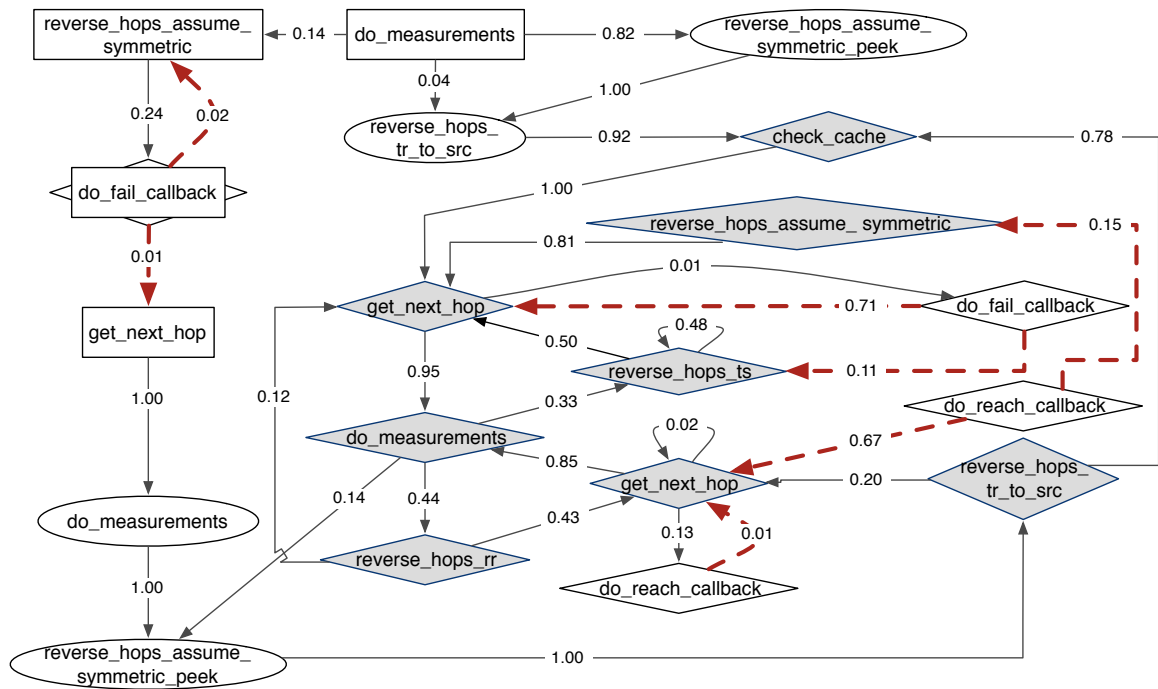 reverse_hops_assume_
symmetric
0.14
do_measurements
0.82
reverse_hops_assume_
symmetric_peek
0.04
1.00
0.24
0.02
reverse_hops_
tr_to_src
0.92
check_cache
0.78
do_fail_callback
1.00
reverse_hops_assume_ symmetric
0.15
0.81
0.01
0.01
get_next_hop
0.71
do_fail_callback
get_next_hop
0.48
0.50
reverse_hops_ts
0.11
0.95
1.00
0.12
0.33
do_reach_callback
do_measurements
0.02
0.67
0.85
get_next_hop
reverse_hops_
tr_to_src
0.20
0.14
0.44
0.43
do_measurements
0.13
0.01
reverse_hops_rr
do_reach_callback
1.00
reverse_hops_assume_
symmetric_peek
1.00